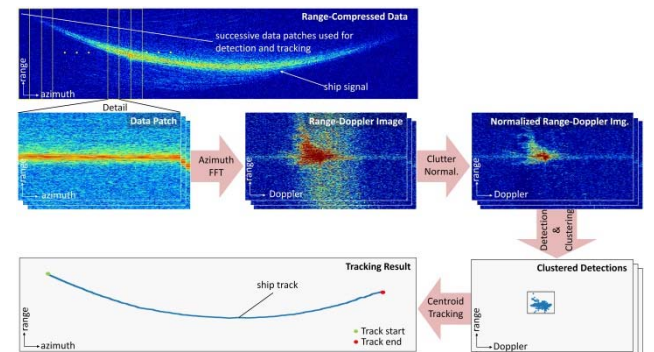 Range-Compressed Data
successive data patches used for
detection and tracking
ship signal
range
azimuth
Detail
Data Patch
range
azimuth
Azimuth
FFT
Range-Doppler Image
range
Doppler
Clutter
Normal.
Normalized Range-Doppler Img.
range
Doppler
Detection
&
Clustering
Clustered Detections
range
Doppler
Centroid
Tracking
Tracking Result
ship track
range
azimuth
Track start
Track end